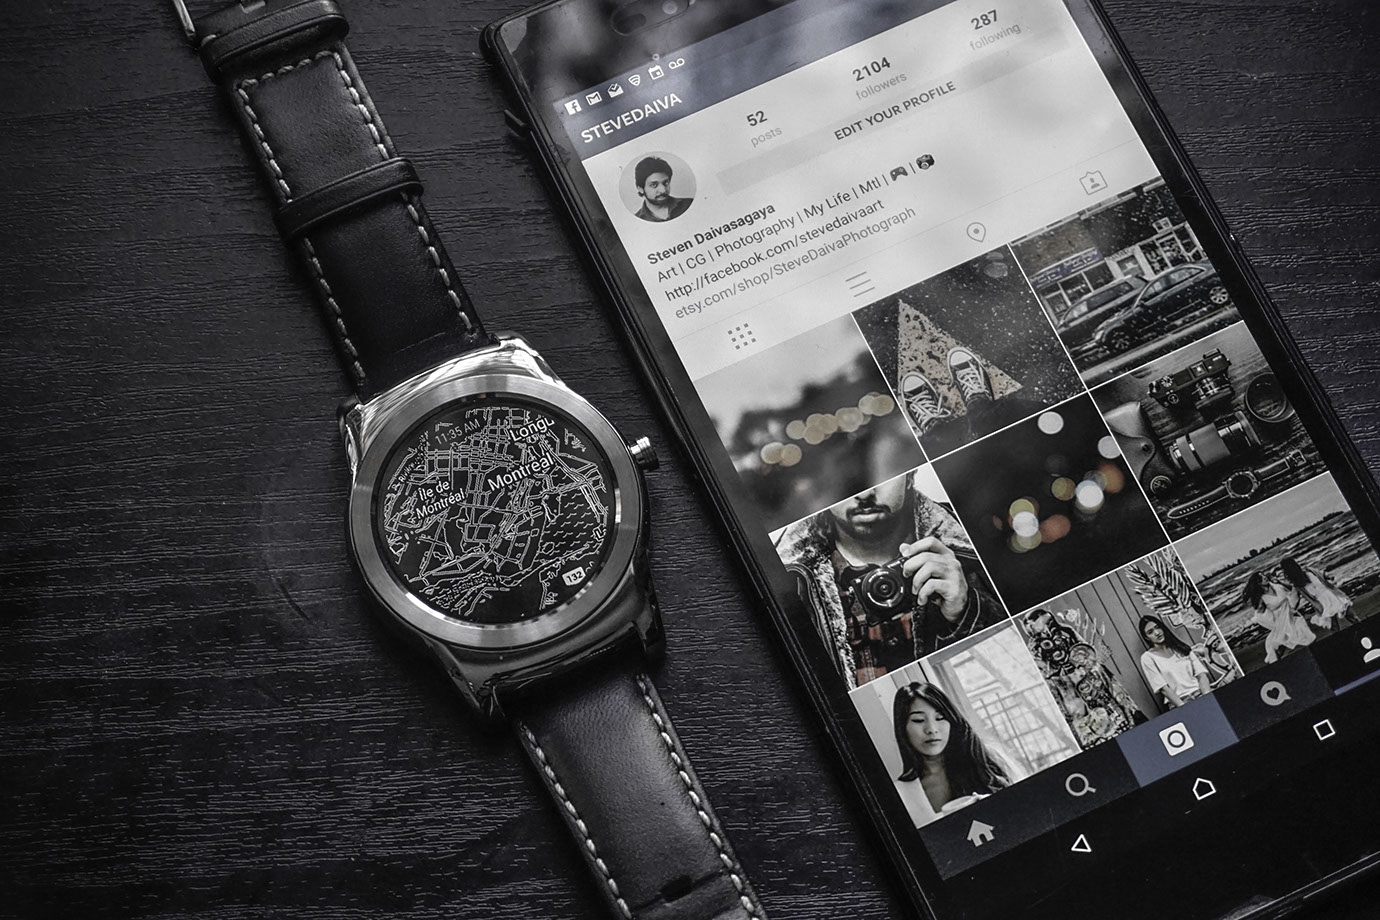 11:35 AM
Longu
Montréal
Île de
Montréal
132
STEVEDAIVA
52
posts
2104
followers
287
following
EDIT YOUR PROFILE
Steven Daivasagaya
Art | CG | Photography | My Life | Mtl | 🎮 | 📷
http://facebook.com/stevedaivaart
etsy.com/shop/SteveDaivaPhotograph